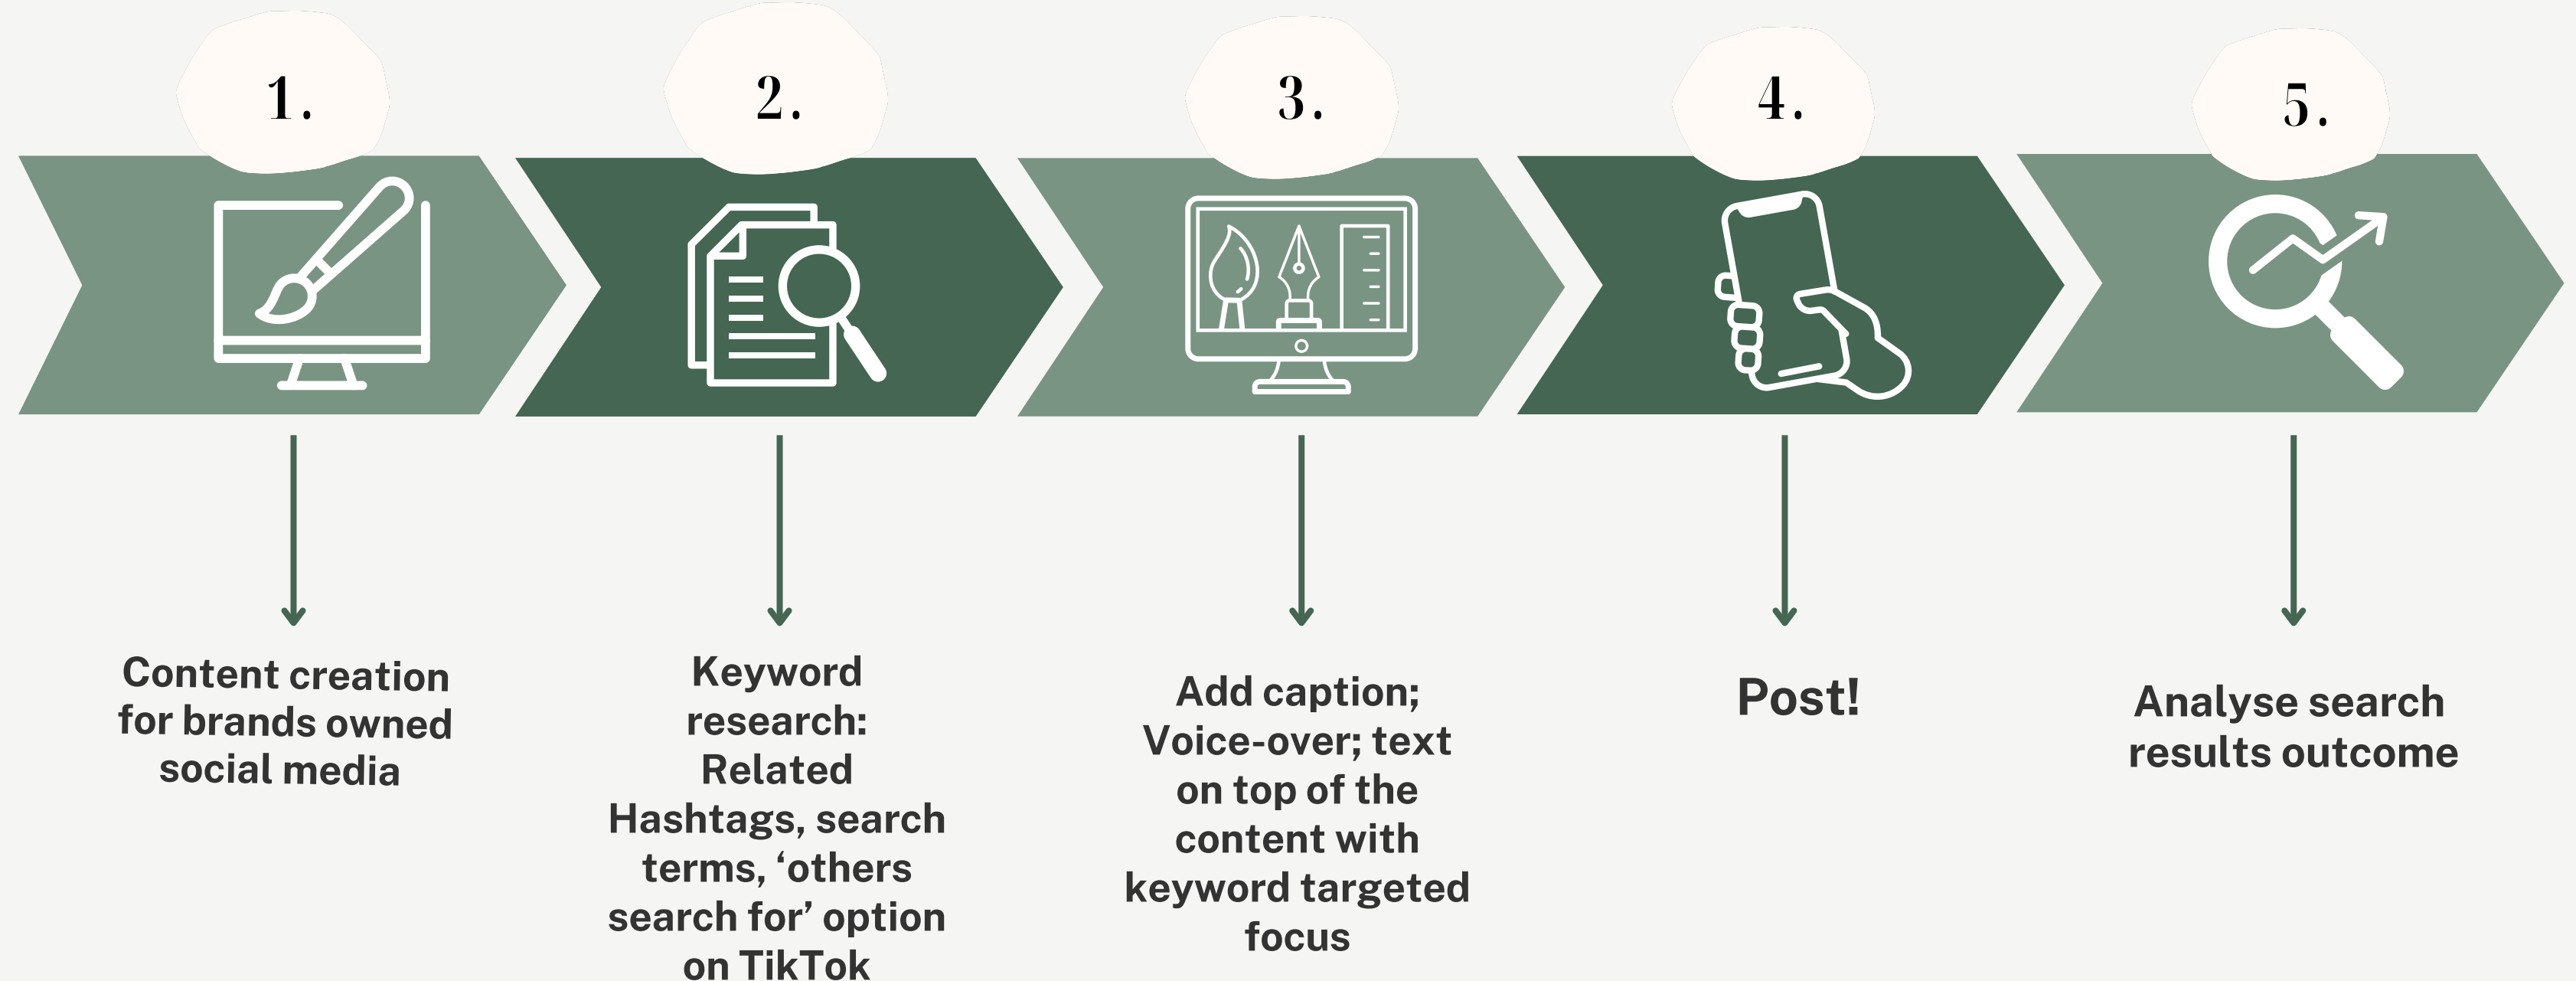 1.
2.
3.
4.
5.
Content creation
for brands owned
social media
Keyword
research:
Related
Hashtags, search
terms, ‘others
search for’ option
on TikTok
Add caption;
Voice-over; text
on top of the
content with
keyword targeted
focus
Post!
Analyse search
results outcome